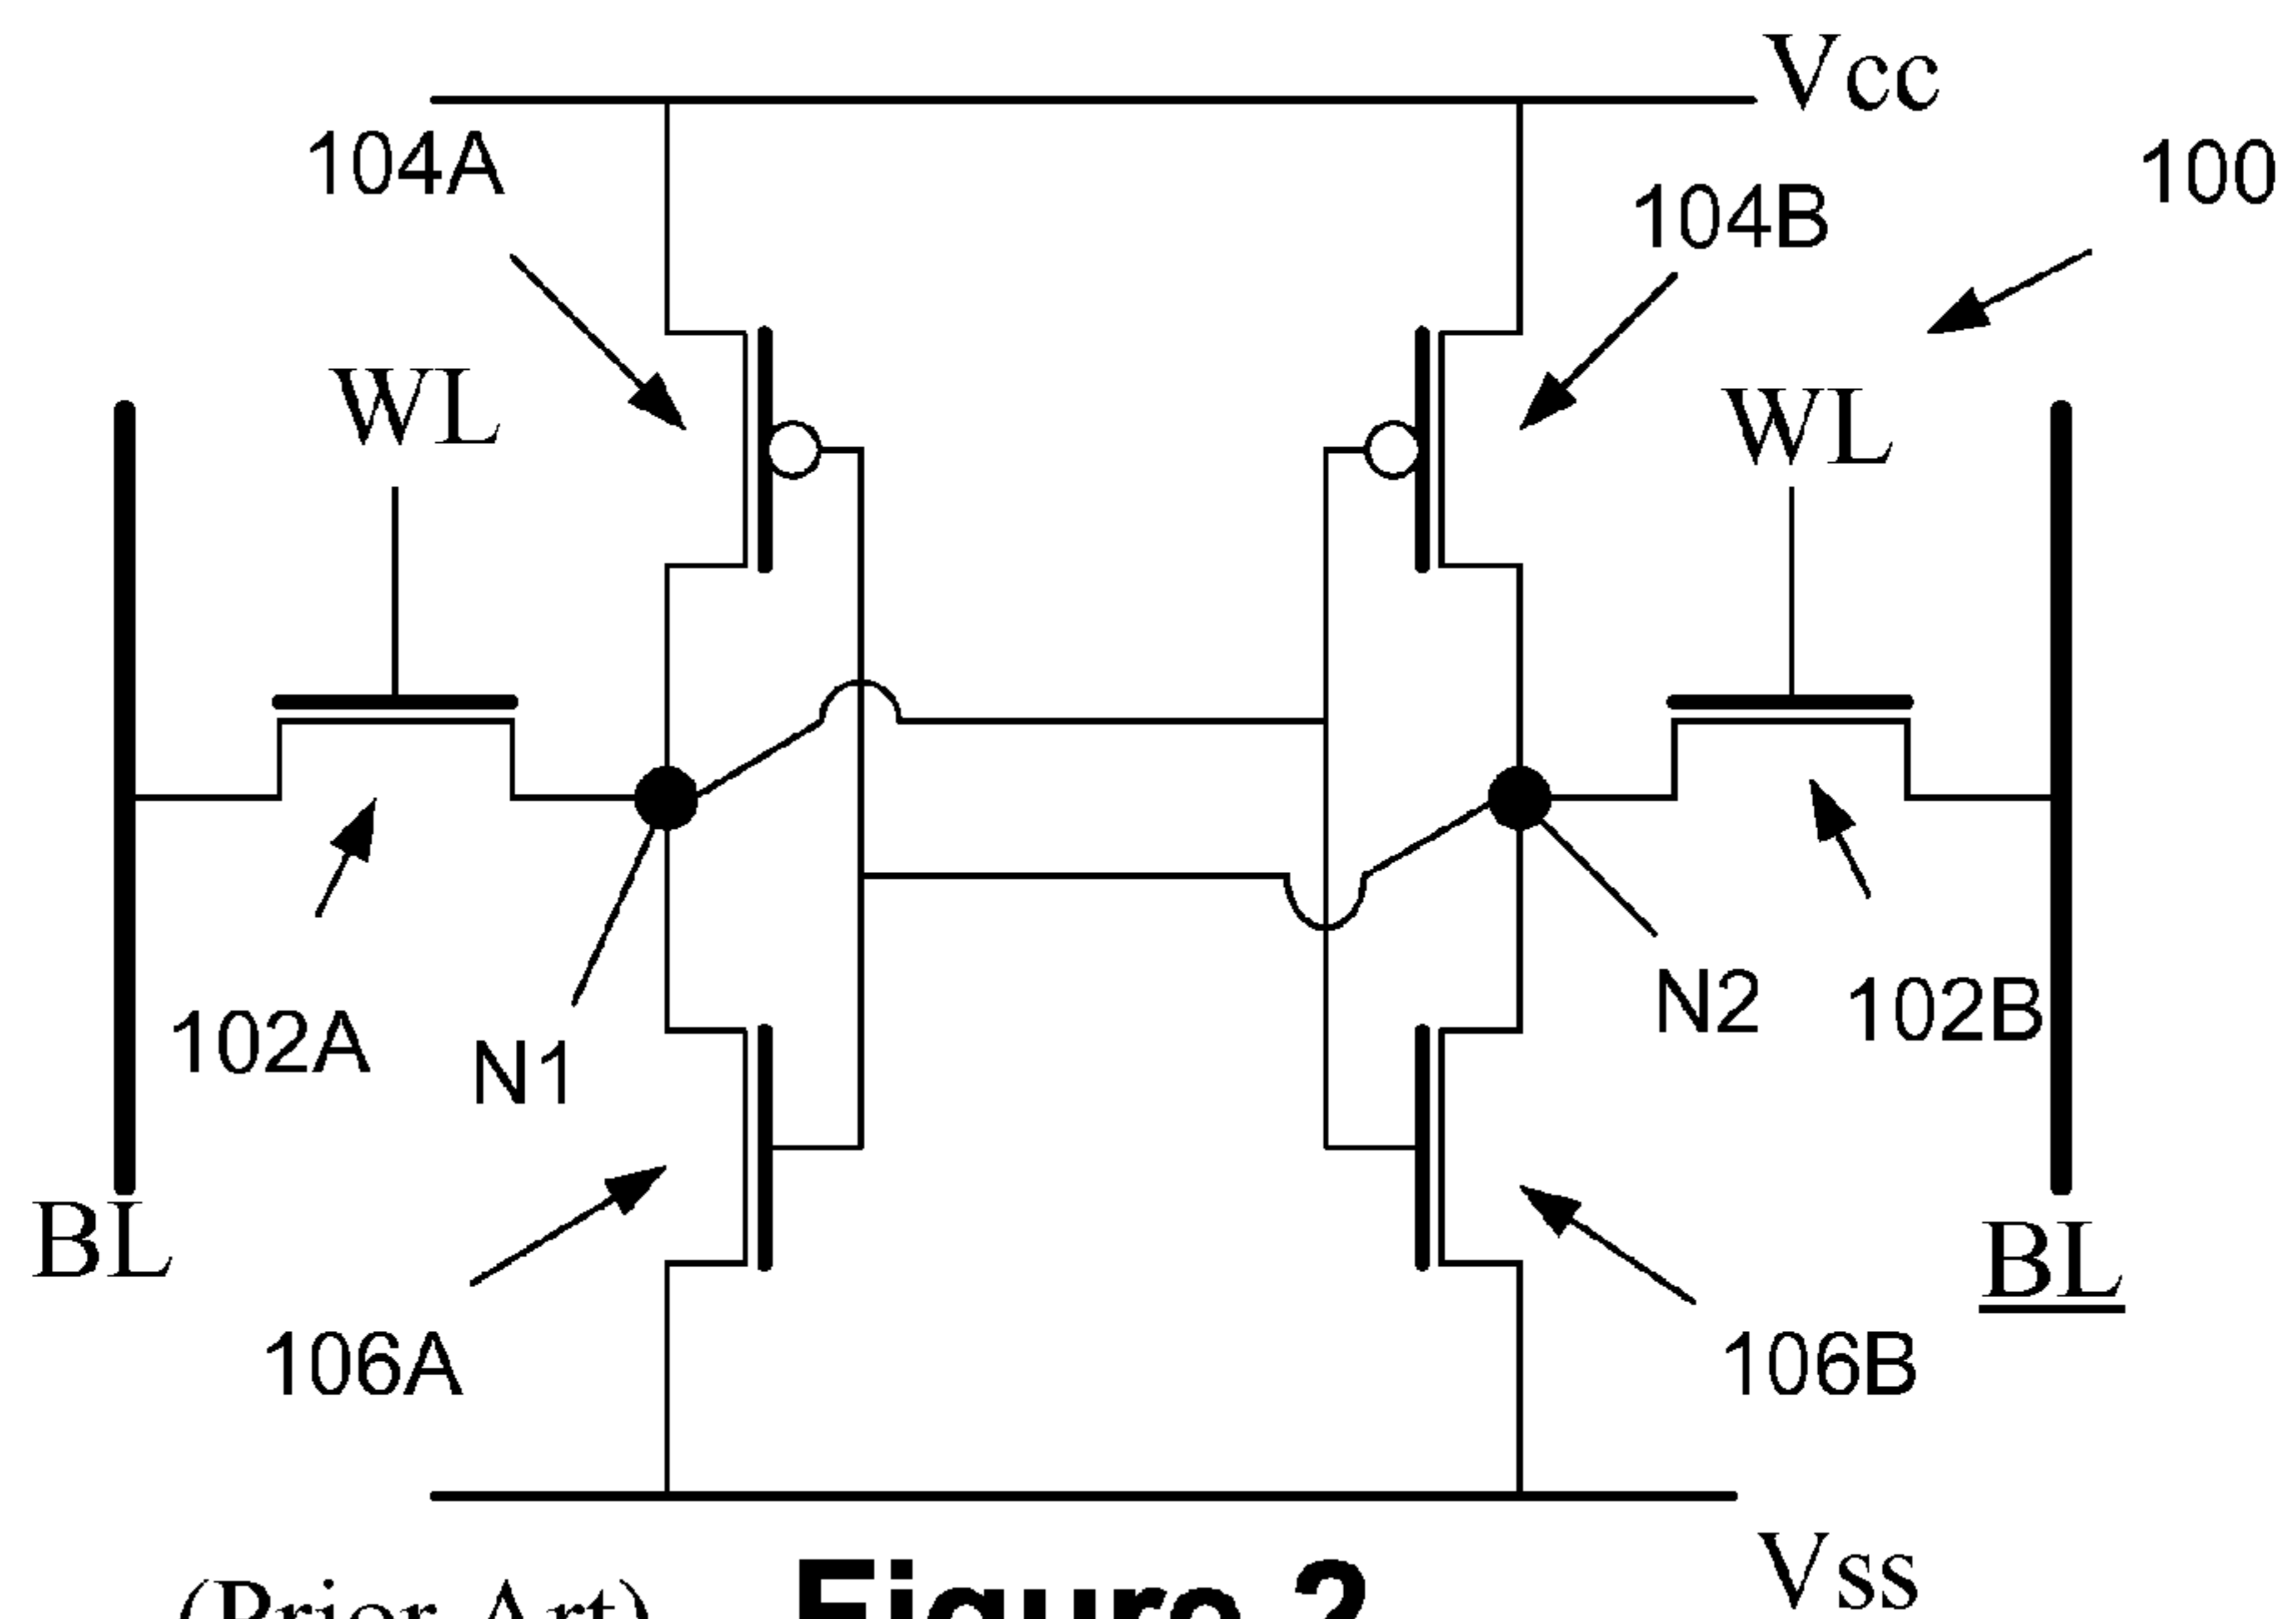 Vcc
104A
100
104B
WL
WL
N2
102B
102A
N1
BL
BL
106A
106B
Vss
(Prior Art) Figure 2